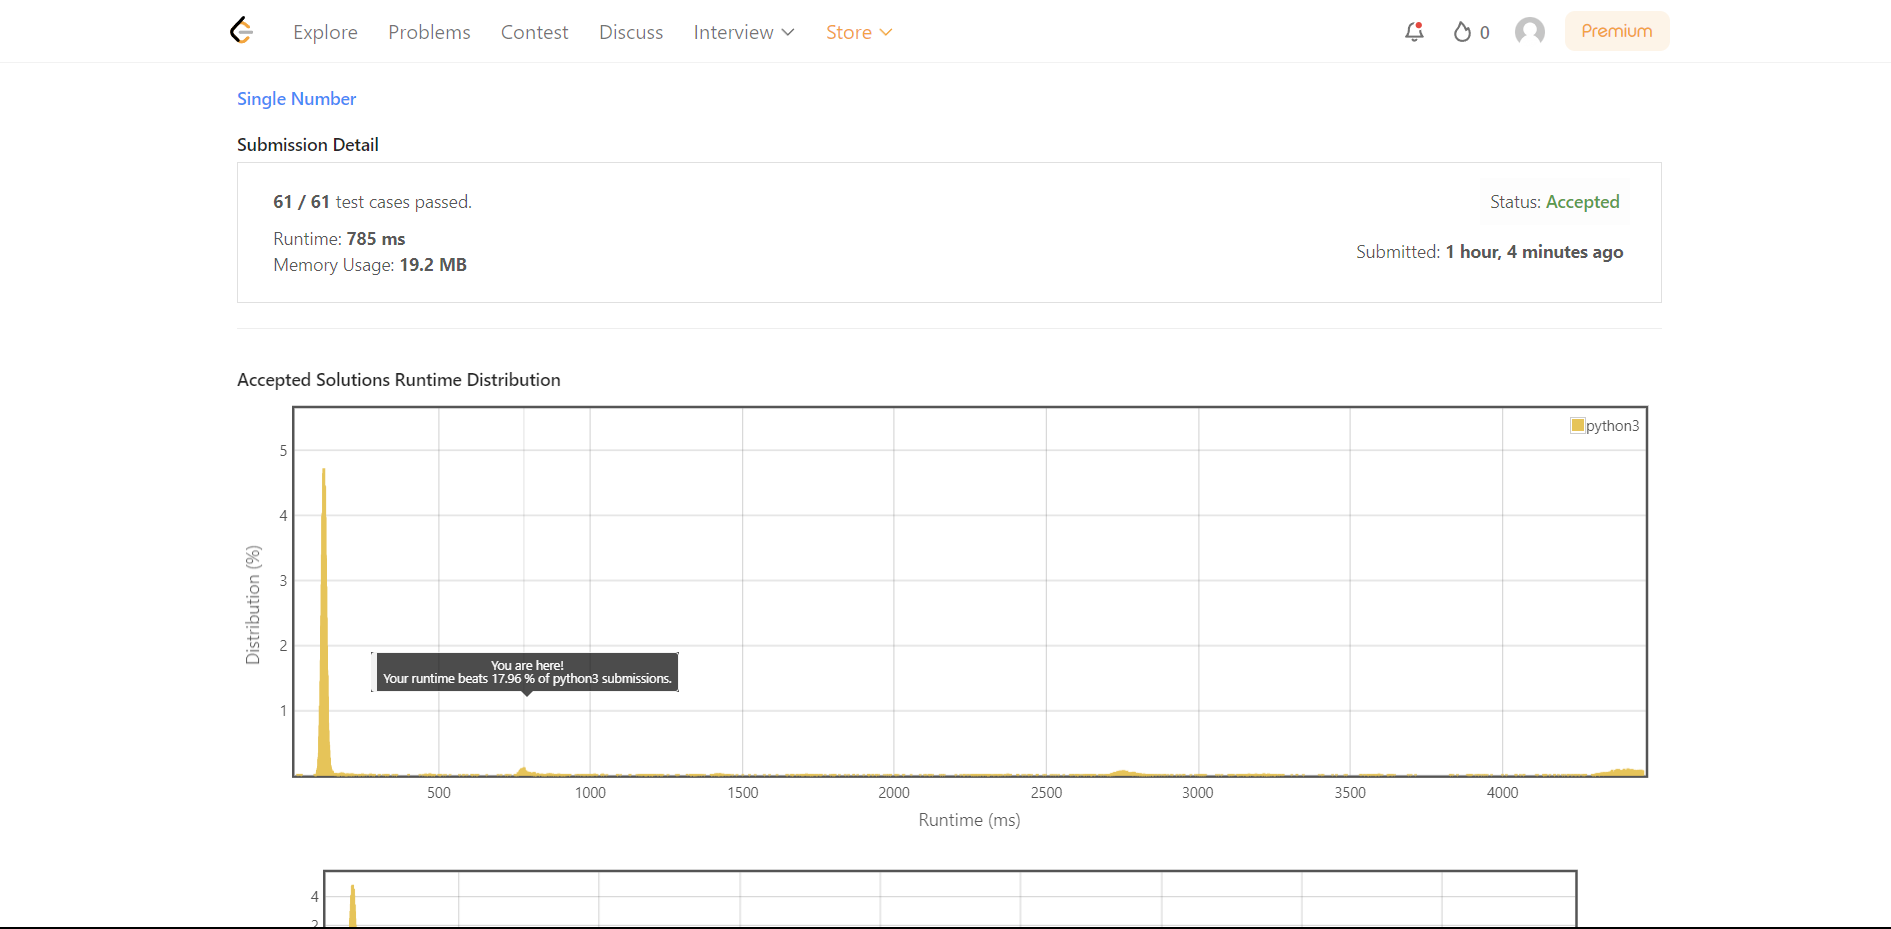 Explore Problems Contest Discuss Interview Store 0 Premium
Single Number
Submission Detail
61 / 61 test cases passed.
Status: Accepted
Runtime: 785 ms
Submitted: 1 hour, 4 minutes ago
Memory Usage: 19.2 MB
Accepted Solutions Runtime Distribution
python3
5
4
3
2
1
Distribution (%)
You are here!
Your runtime beats 17.96 % of python3 submissions.
500 1000 1500 2000 2500 3000 3500 4000
Runtime (ms)
4
2